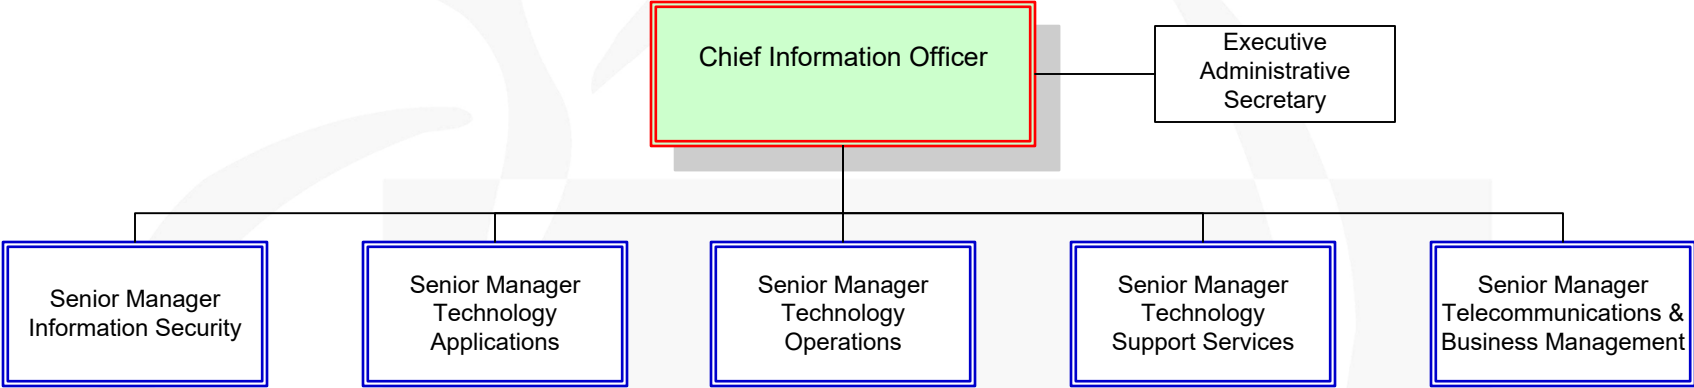 Chief Information Officer
Executive
Administrative
Secretary
Senior Manager
Information Security
Senior Manager
Technology
Applications
Senior Manager
Technology
Operations
Senior Manager
Technology
Support Services
Senior Manager
Telecommunications &
Business Management